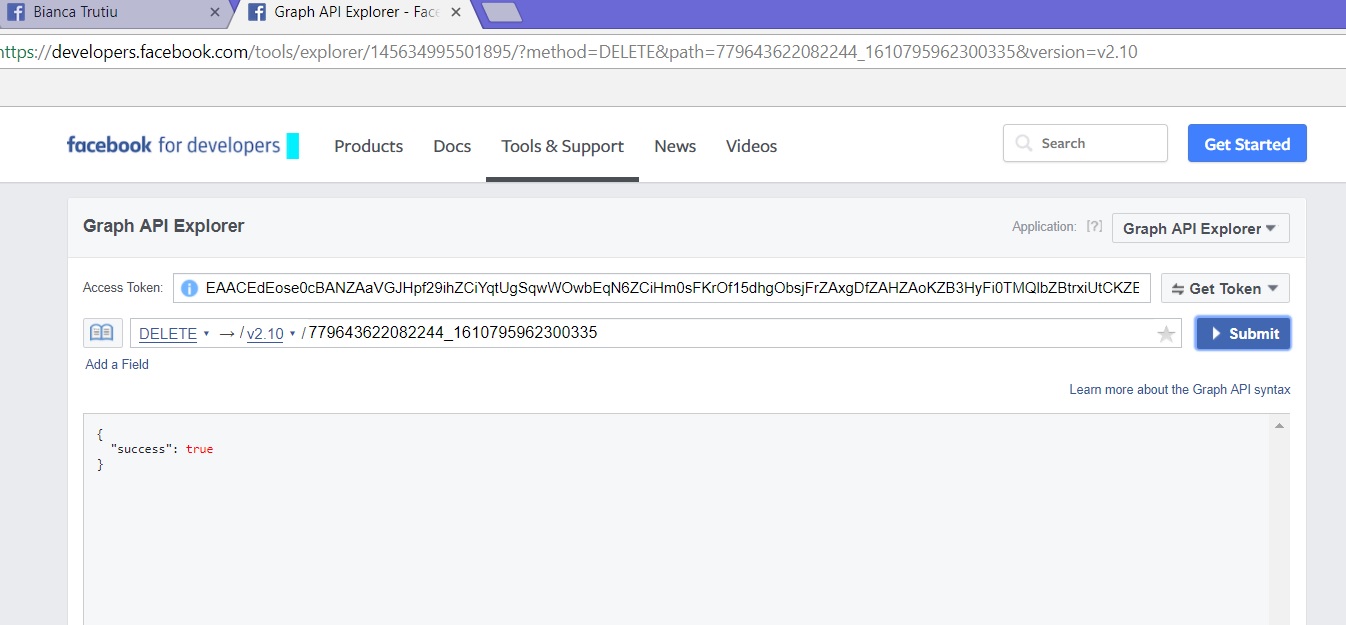 Bianca Trutiu
Graph API Explorer - Face
https://developers.facebook.com/tools/explorer/145634995501895/?method=DELETE&path=779643622082244_1610795962300335&version=v2.10
facebook for developers Products Docs Tools & Support News Videos Search Get Started
Graph API Explorer Application: [?] Graph API Explorer
Access Token: EAACEdEose0cBANZAaVGJHpf29ihZCiYqtUgSqwWOwbEqN6ZCiHm0sFKrOf15dhgObsjFrZAxgDfZAHZAoKZB3HyFi0TMQlbZBtrxiUtCKZE Get Token
DELETE → / v2.10 / 779643622082244_1610795962300335 Submit
Add a Field
Learn more about the Graph API syntax
{
"success": true
}